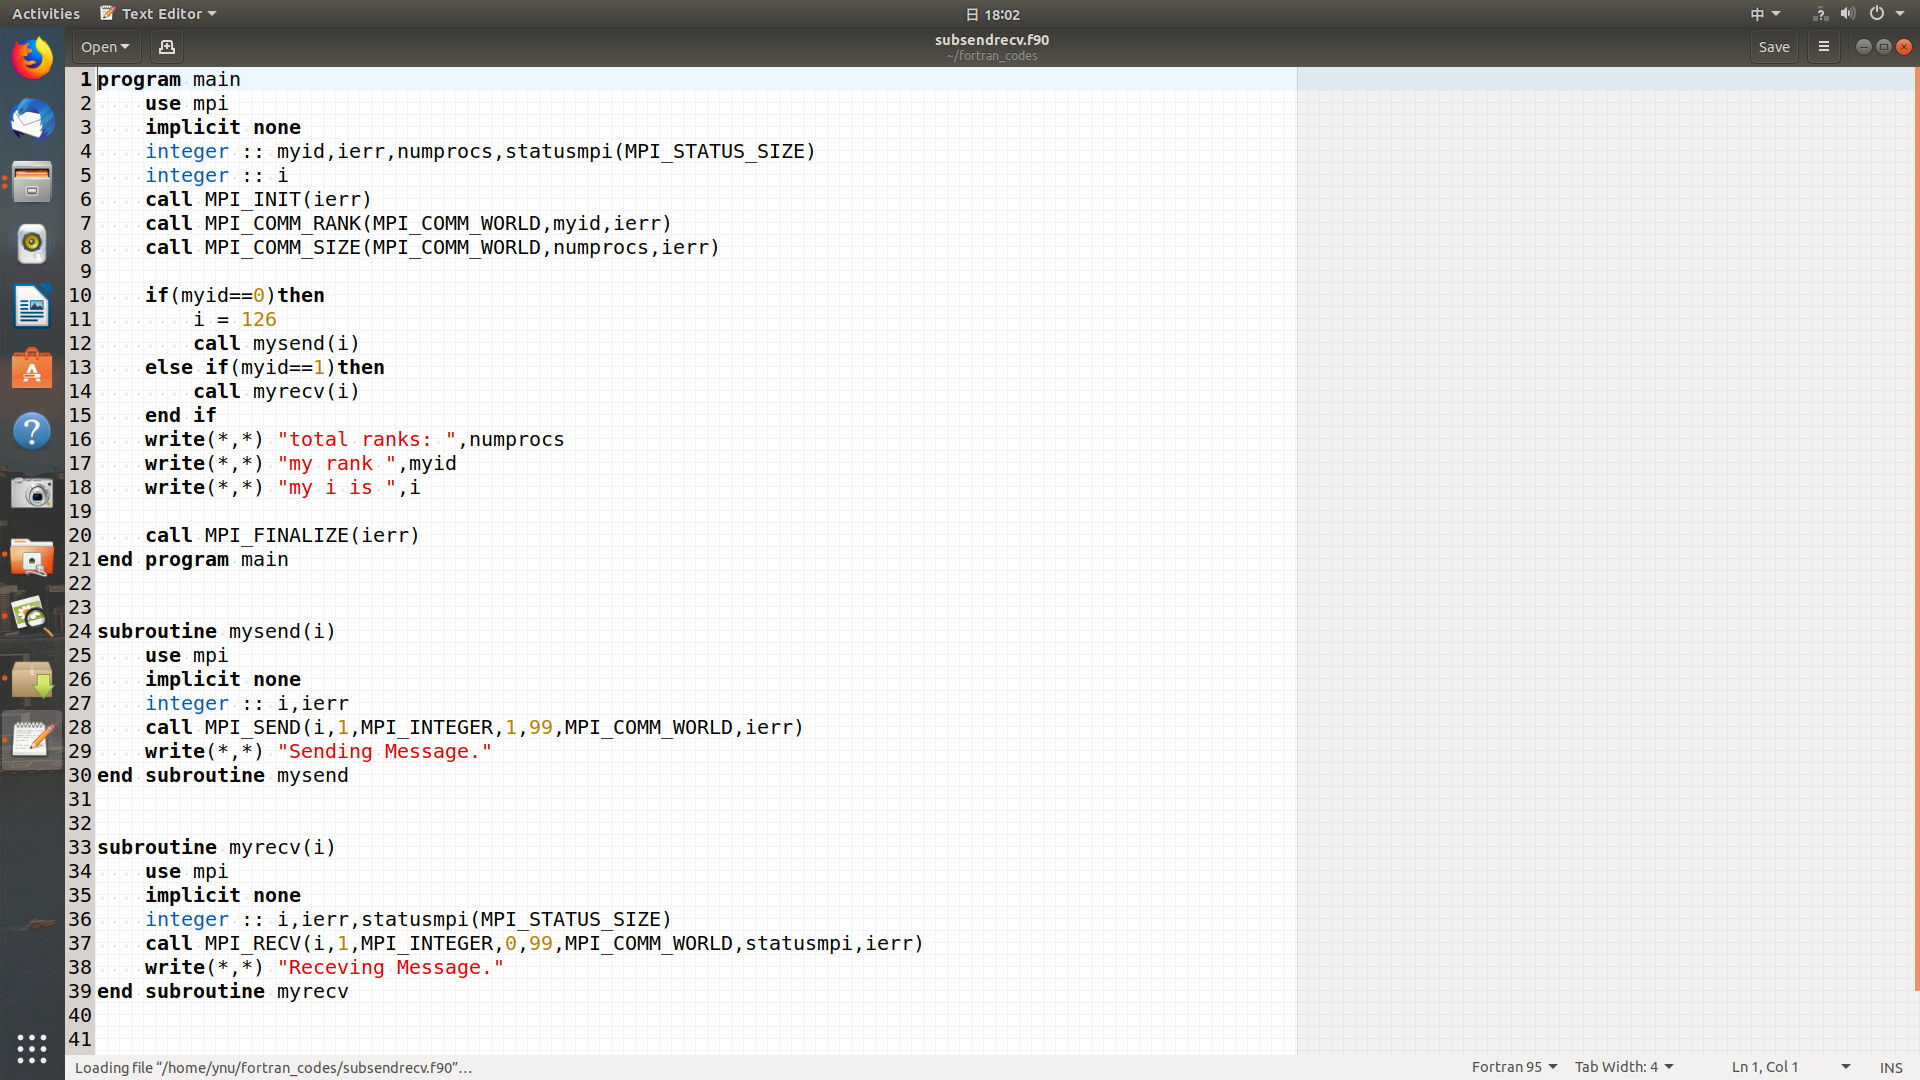 Activities Text Editor 日 18:02 中
Open subsendrecv.f90 Save
~/fortran_codes
1 program main
2 use mpi
3 implicit none
4 integer :: myid,ierr,numprocs,statusmpi(MPI_STATUS_SIZE)
5 integer :: i
6 call MPI_INIT(ierr)
7 call MPI_COMM_RANK(MPI_COMM_WORLD,myid,ierr)
8 call MPI_COMM_SIZE(MPI_COMM_WORLD,numprocs,ierr)
9
10 if(myid==0)then
11 i = 126
12 call mysend(i)
13 else if(myid==1)then
14 call myrecv(i)
15 end if
16 write(*,*) "total ranks: ",numprocs
17 write(*,*) "my rank ",myid
18 write(*,*) "my i is ",i
19
20 call MPI_FINALIZE(ierr)
21 end program main
22
23
24 subroutine mysend(i)
25 use mpi
26 implicit none
27 integer :: i,ierr
28 call MPI_SEND(i,1,MPI_INTEGER,1,99,MPI_COMM_WORLD,ierr)
29 write(*,*) "Sending Message."
30 end subroutine mysend
31
32
33 subroutine myrecv(i)
34 use mpi
35 implicit none
36 integer :: i,ierr,statusmpi(MPI_STATUS_SIZE)
37 call MPI_RECV(i,1,MPI_INTEGER,0,99,MPI_COMM_WORLD,statusmpi,ierr)
38 write(*,*) "Receving Message."
39 end subroutine myrecv
40
41
Loading file “/home/ynu/fortran_codes/subsendrecv.f90”… Fortran 95 Tab Width: 4 Ln 1, Col 1 INS